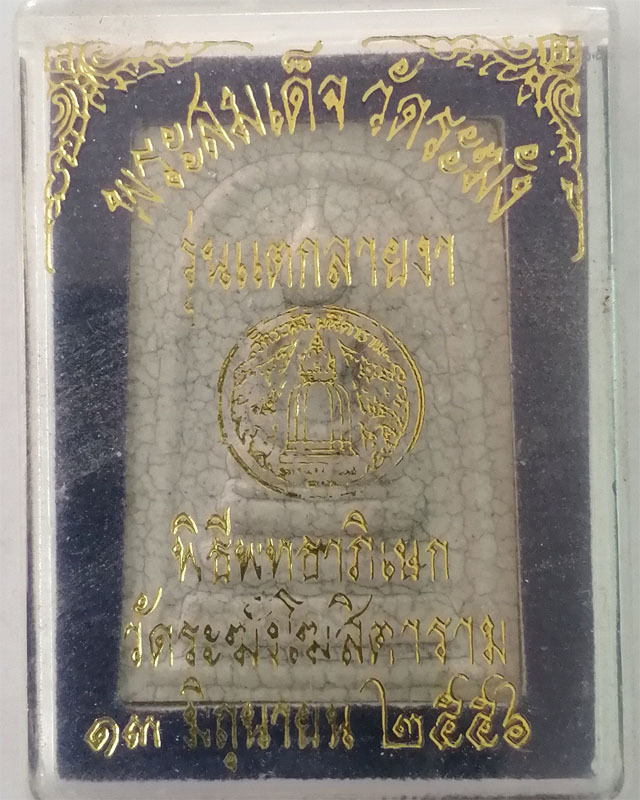 พระสมเด็จ วัดระฆัง
รุ่นแตกลายงา
พิธีพุทธาภิเษก
วัดระฆังโฆสิตาราม
๑๓ มิถุนายน ๒๕๕๖